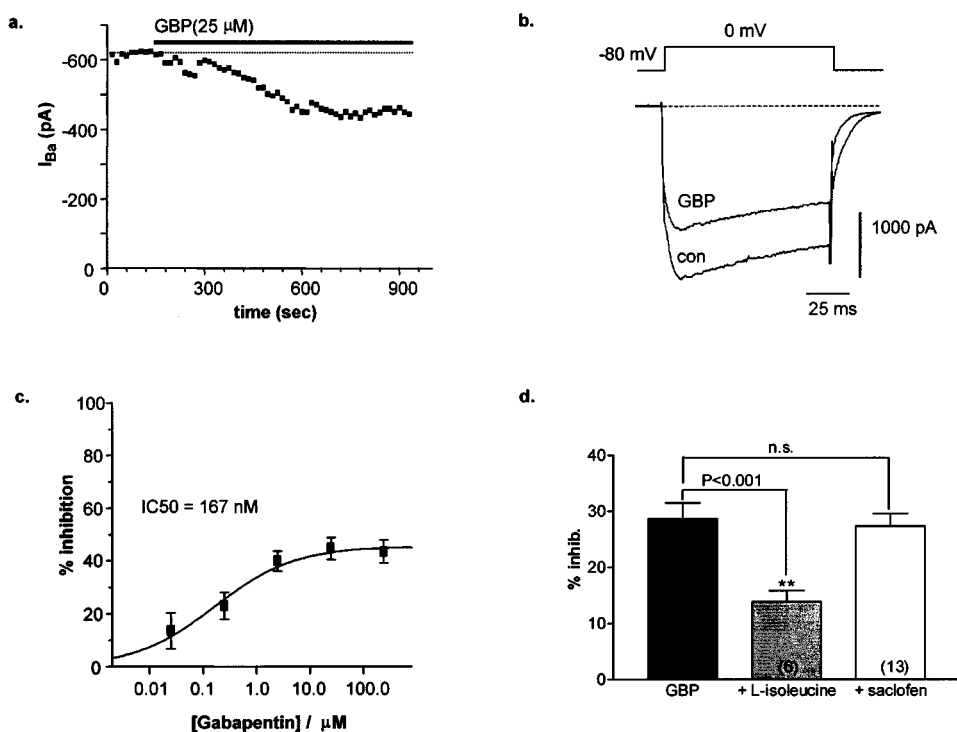 a.
GBP(25 µM)
-600
-400
-200
0
I_Ba (pA)
0 300 600 900
time (sec)
b.
0 mV
-80 mV
GBP
con
1000 pA
25 ms
c.
100
80
60
40
20
0
% inhibition
IC50 = 167 nM
0.01 0.1 1.0 10.0 100.0
[Gabapentin] / µM
d.
40
30
20
10
0
% inhib.
n.s.
P<0.001
**
(6)
(13)
GBP + L-isoleucine + saclofen